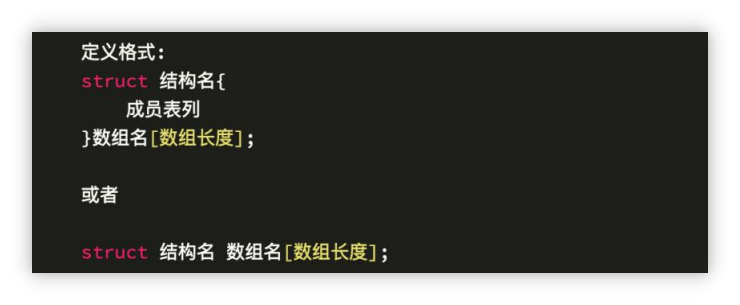 定义格式:
struct 结构名{
成员表列
}数组名[数组长度];
或者
struct 结构名 数组名[数组长度];